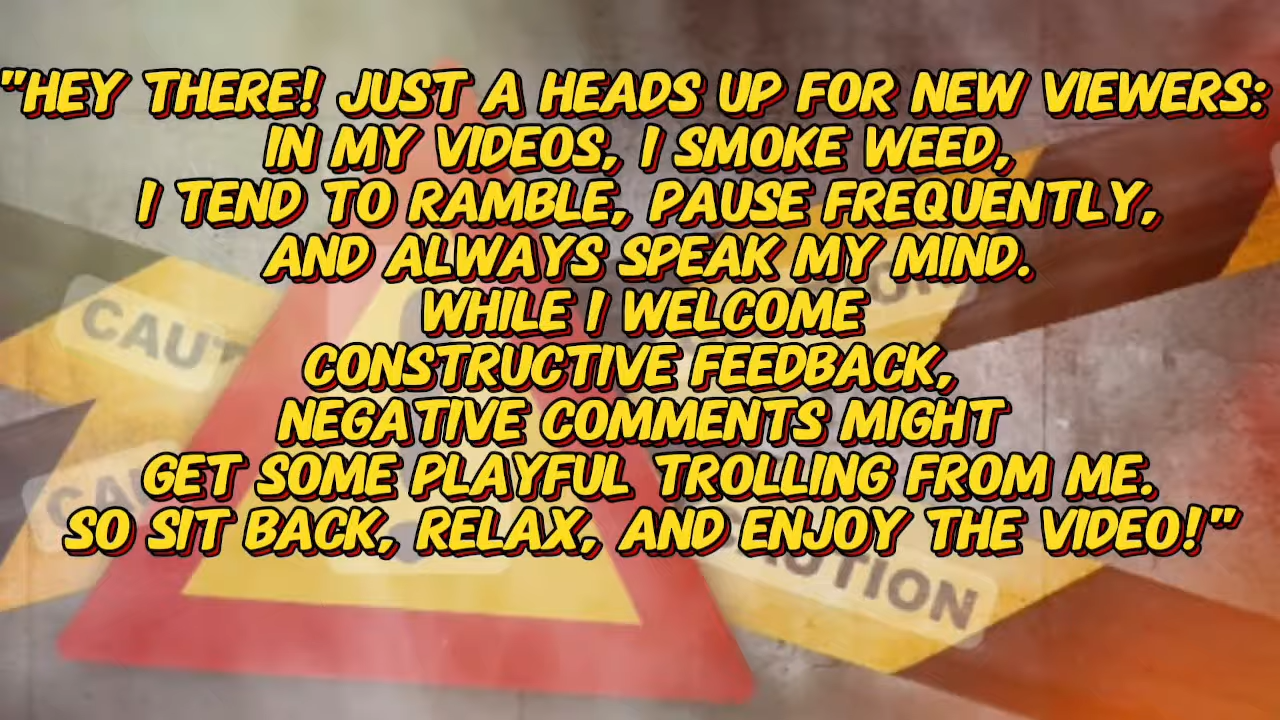 "HEY THERE! JUST A HEADS UP FOR NEW VIEWERS:
IN MY VIDEOS, I SMOKE WEED,
I TEND TO RAMBLE, PAUSE FREQUENTLY,
AND ALWAYS SPEAK MY MIND.
WHILE I WELCOME
CONSTRUCTIVE FEEDBACK,
NEGATIVE COMMENTS MIGHT
GET SOME PLAYFUL TROLLING FROM ME.
SO SIT BACK, RELAX, AND ENJOY THE VIDEO!"
CAUT
CAUTION